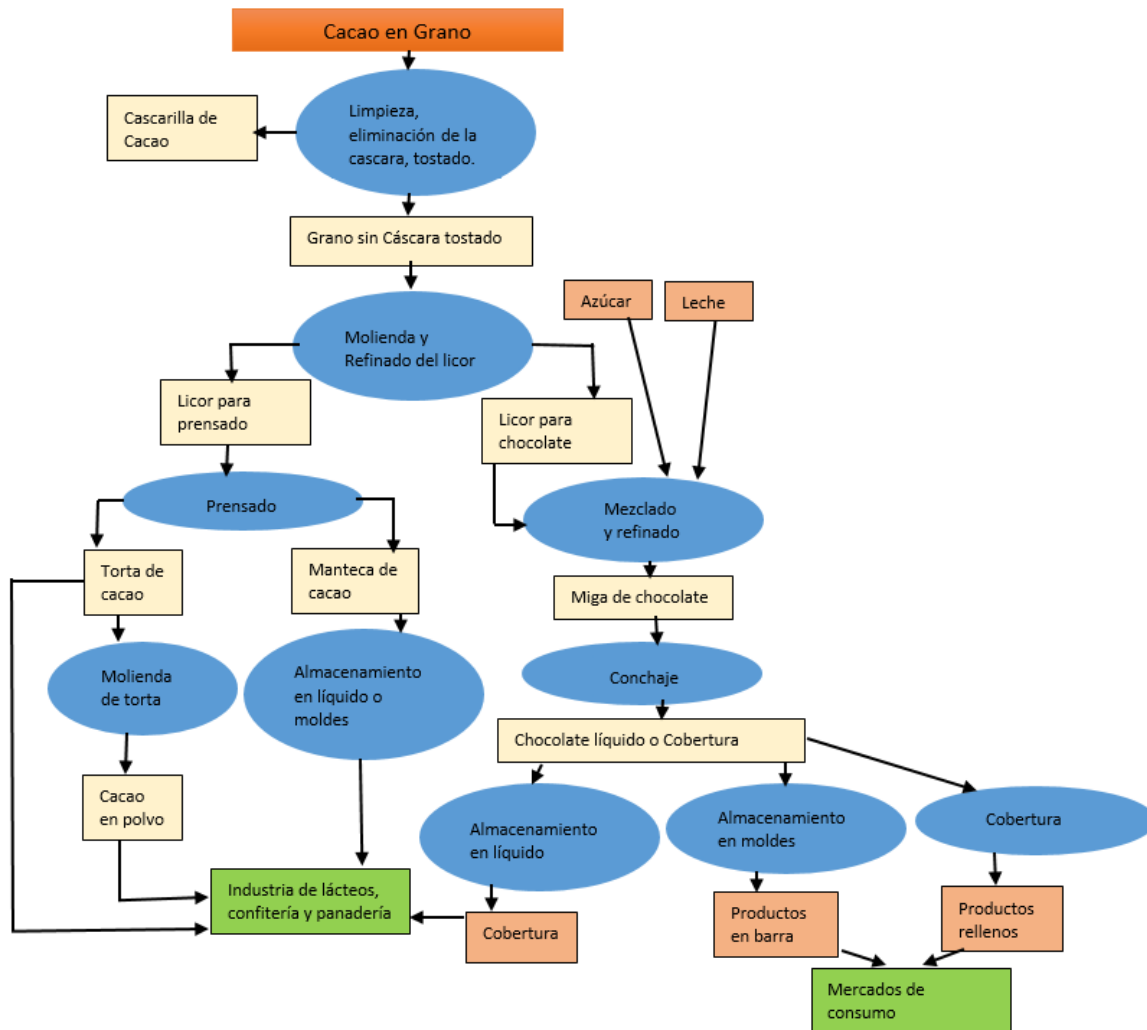 Cacao en Grano
Cascarilla de
Cacao
Limpieza,
eliminación de la
cascara, tostado.
Grano sin Cáscara tostado
Azúcar
Leche
Molienda y
Refinado del licor
Licor para
prensado
Licor para
chocolate
Prensado
Mezclado
y refinado
Torta de
cacao
Manteca de
cacao
Miga de chocolate
Molienda
de torta
Almacenamiento
en líquido o
moldes
Conchaje
Chocolate líquido o Cobertura
Cacao
en polvo
Almacenamiento
en líquido
Almacenamiento
en moldes
Cobertura
Industria de lácteos,
confitería y panadería
Cobertura
Productos
en barra
Productos
rellenos
Mercados de
consumo